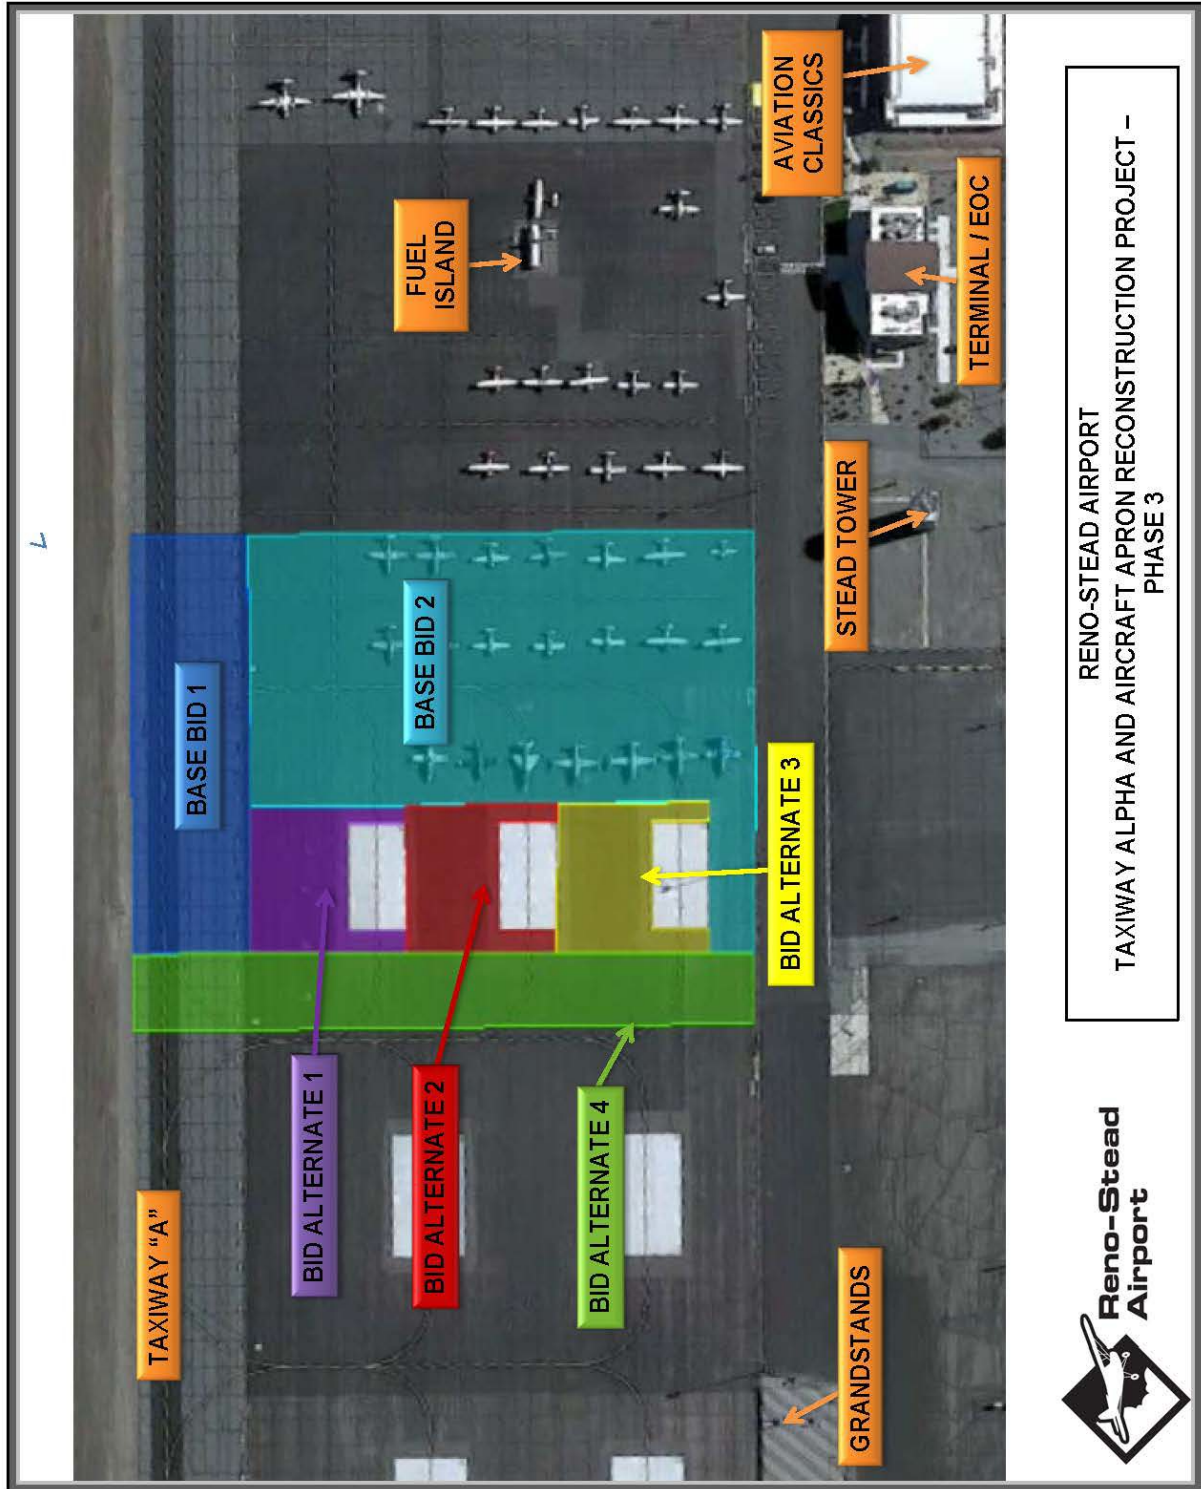 TAXIWAY "A"
BASE BID 1
BID ALTERNATE 1
BID ALTERNATE 2
BASE BID 2
FUEL
ISLAND
BID ALTERNATE 4
BID ALTERNATE 3
AVIATION
CLASSICS
GRANDSTANDS
STEAD TOWER
TERMINAL / EOC
Reno-Stead
Airport
RENO-STEAD AIRPORT
TAXIWAY ALPHA AND AIRCRAFT APRON RECONSTRUCTION PROJECT –
PHASE 3